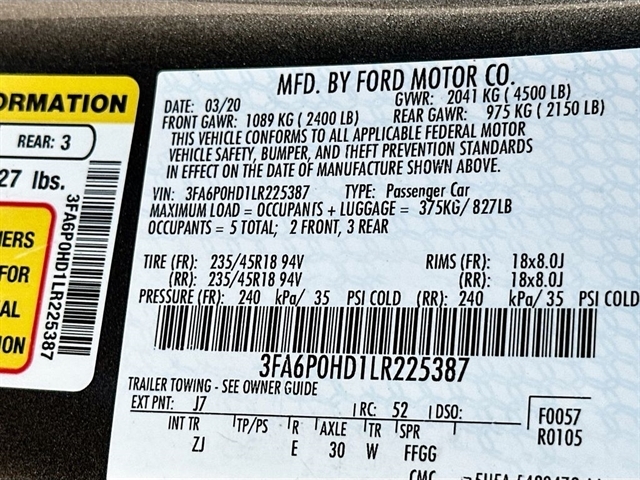 ORMATION
REAR: 3
27 lbs.
3FA6P0HD1LR225387
ERS
FOR
AL
ION
MFD. BY FORD MOTOR CO.
DATE: 03/20 GVWR: 2041 KG ( 4500 LB)
FRONT GAWR: 1089 KG ( 2400 LB) REAR GAWR: 975 KG ( 2150 LB)
THIS VEHICLE CONFORMS TO ALL APPLICABLE FEDERAL MOTOR
VEHICLE SAFETY, BUMPER, AND THEFT PREVENTION STANDARDS
IN EFFECT ON THE DATE OF MANUFACTURE SHOWN ABOVE.
VIN: 3FA6P0HD1LR225387 TYPE: Passenger Car
MAXIMUM LOAD = OCCUPANTS + LUGGAGE = 375KG/ 827LB
OCCUPANTS = 5 TOTAL; 2 FRONT, 3 REAR
TIRE (FR): 235/45R18 94V RIMS (FR): 18x8.0J
(RR): 235/45R18 94V (RR): 18x8.0J
PRESSURE (FR): 240 kPa/ 35 PSI COLD (RR): 240 kPa/ 35 PSI COLD
3FA6P0HD1LR225387
TRAILER TOWING - SEE OWNER GUIDE
EXT PNT: J7 RC: 52 DSO: F0057
INT TR TP/PS R AXLE TR SPR R0105
ZJ E 30 W FFGG